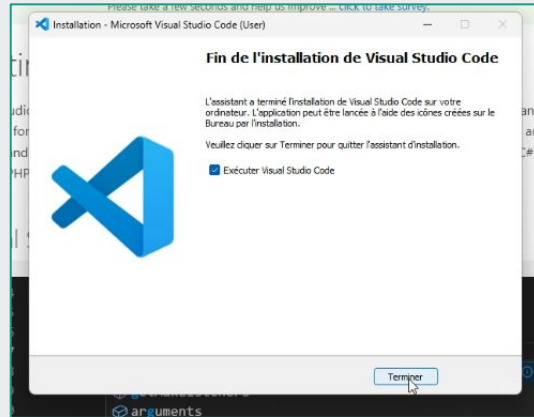 Please take a few seconds and help us improve ... click to take survey.
Installation - Microsoft Visual Studio Code (User)
Fin de l'installation de Visual Studio Code
L'assistant a terminé l'installation de Visual Studio Code sur votre
ordinateur. L'application peut être lancée à l'aide des icônes créées sur le
Bureau par l'installation.
Veuillez cliquer sur Terminer pour quitter l'assistant d'installation.
Exécuter Visual Studio Code
Terminer
arguments